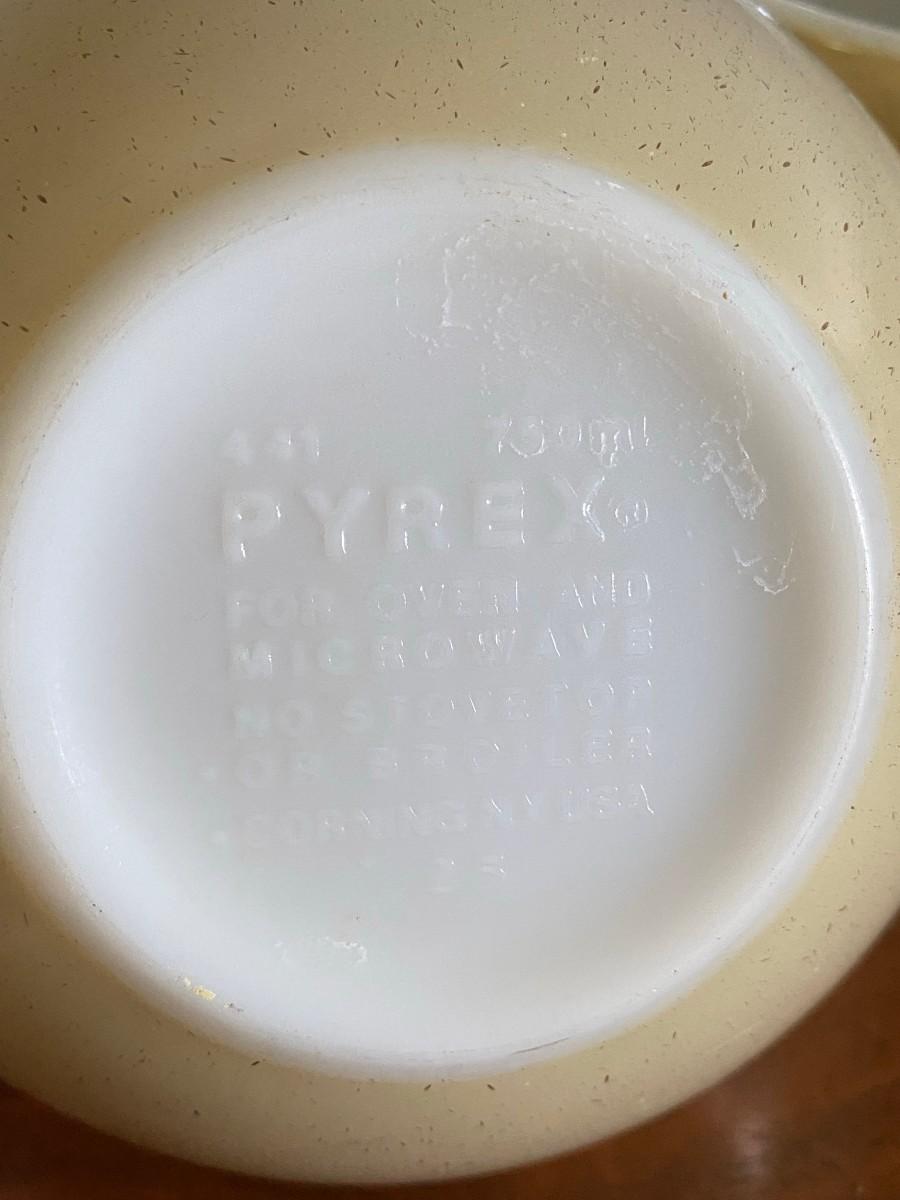 441 750ml
PYREX®
FOR OVEN AND
MICROWAVE
NO STOVETOP
OR BROILER
CORNING NY USA
25